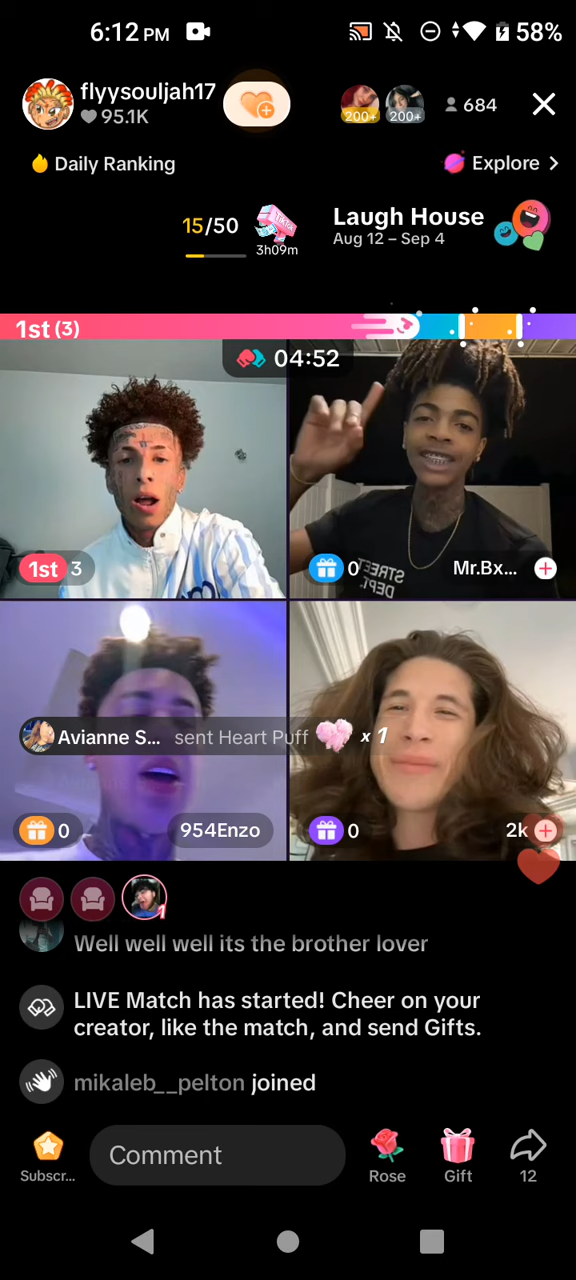 6:12 PM
58%
flyysouljah17
95.1K
200+
200+
684
Daily Ranking
Explore >
15/50
3h09m
Laugh House
Aug 12 – Sep 4
1st (3)
04:52
1st 3
0
Mr.Bx...
STREET
DEPT.
Avianne S... sent Heart Puff x 1
0
954Enzo
0
2k
1
Well well well its the brother lover
LIVE Match has started! Cheer on your
creator, like the match, and send Gifts.
mikaleb__pelton joined
Subscr...
Comment
Rose
Gift
12